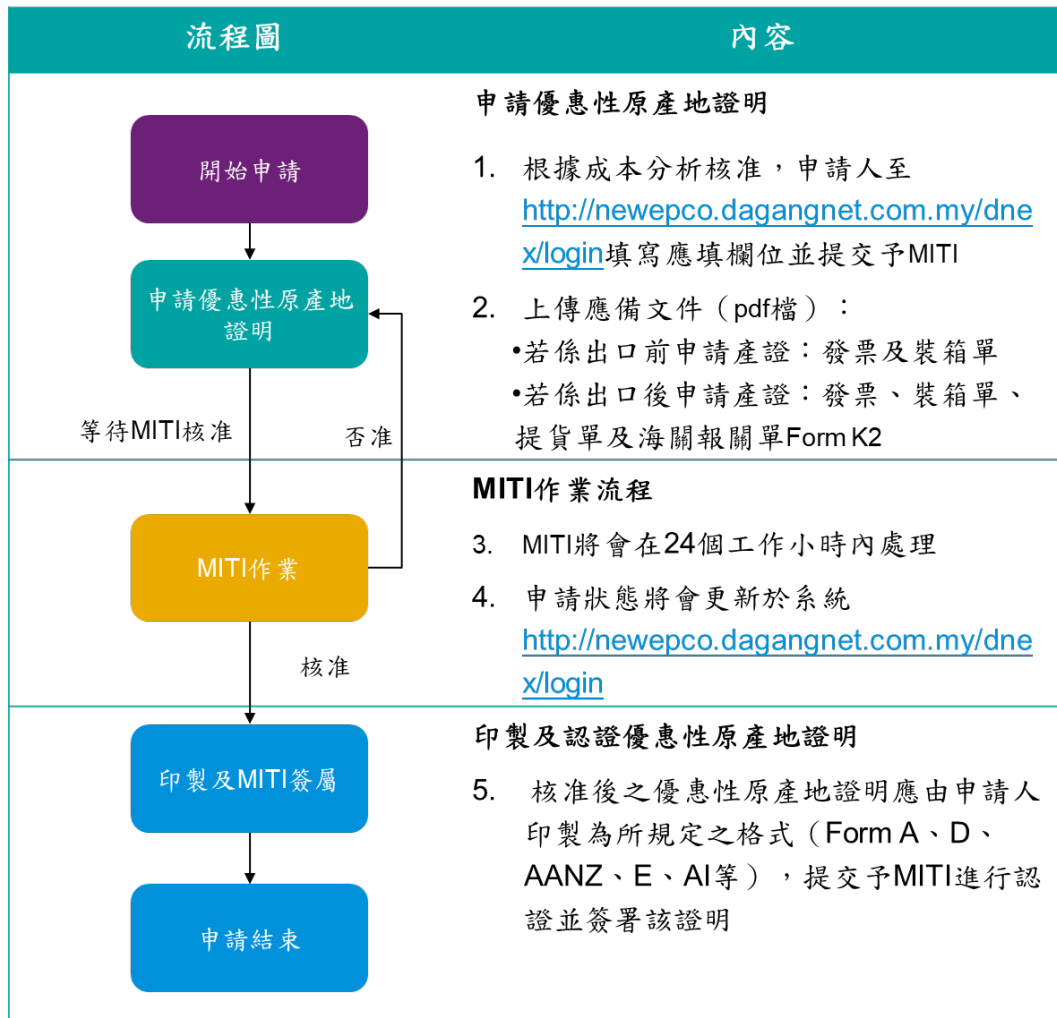 流程圖
內容
開始申請
申請優惠性原產地
證明
等待MITI核准
否准
申請優惠性原產地證明
1. 根據成本分析核准，申請人至
http://newepco.dagangnet.com.my/dne
x/login填寫應填欄位並提交予MITI
2. 上傳應備文件（pdf檔）：
•若係出口前申請產證：發票及裝箱單
•若係出口後申請產證：發票、裝箱單、
提貨單及海關報關單Form K2
MITI作業
核准
MITI作業流程
3. MITI將會在24個工作小時內處理
4. 申請狀態將會更新於系統
http://newepco.dagangnet.com.my/dne
x/login
印製及MITI簽屬
申請結束
印製及認證優惠性原產地證明
5. 核准後之優惠性原產地證明應由申請人
印製為所規定之格式（Form A、D、
AANZ、E、AI等），提交予MITI進行認
證並簽署該證明